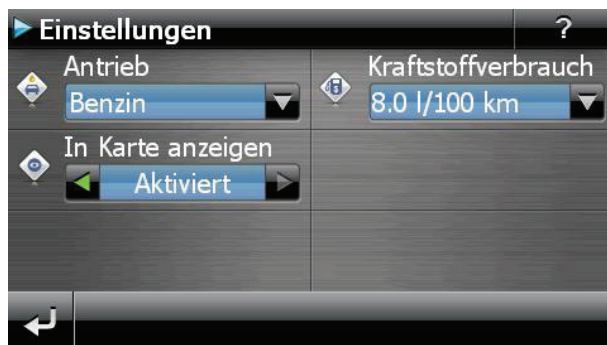 Einstellungen ?
Antrieb
Benzin
Kraftstoffverbrauch
8.0 l/100 km
In Karte anzeigen
Aktiviert